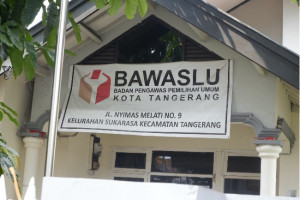 BAWASLU
BADAN PENGAWAS PEMILIHAN UMUM
KOTA TANGERANG
JL. NYIMAS MELATI NO. 9
KELURAHAN SUKARASA KECAMATAN TANGERANG